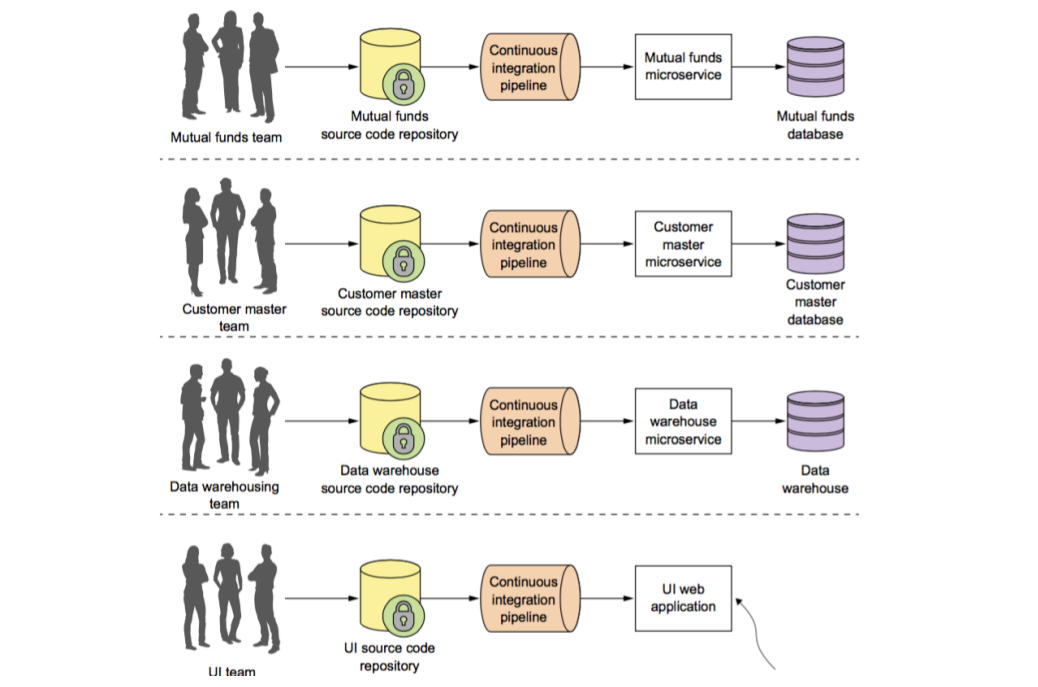 Continuous
integration
pipeline
Mutual funds
microservice
Mutual funds team
Mutual funds
source code repository
Mutual funds
database
Continuous
integration
pipeline
Customer
master
microservice
Customer master
team
Customer master
source code repository
Customer
master
database
Continuous
integration
pipeline
Data
warehouse
microservice
Data warehousing
team
Data warehouse
source code repository
Data
warehouse
Continuous
integration
pipeline
UI web
application
UI team
UI source code
repository